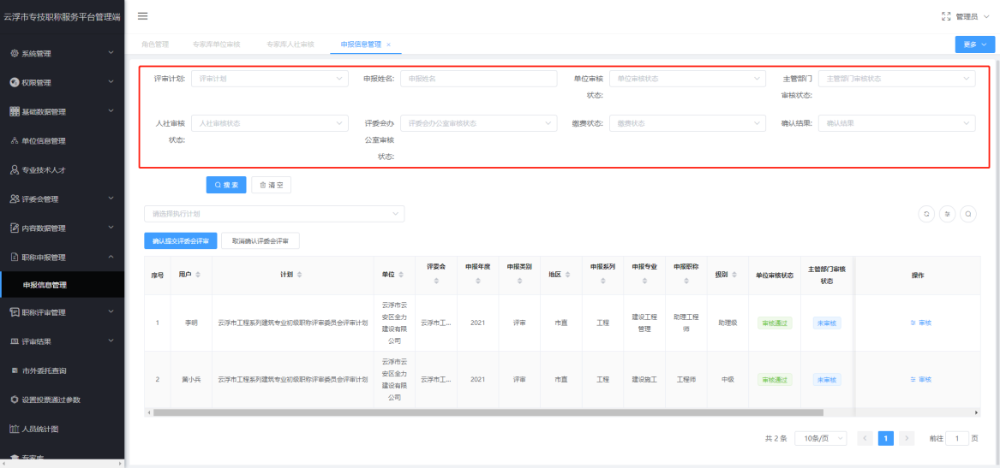 云浮市专技职称服务平台管理端
管理员
角色管理
专家库单位审核
专家库人社审核
申报信息管理 ×
更多
系统管理
权限管理
基础数据管理
单位信息管理
专业技术人才
评委会管理
内容数据管理
职称申报管理
申报信息管理
职称评审管理
评审结果
市外委托查询
设置投票通过参数
人员统计图
专家库
评审计划: 评审计划
申报姓名: 申报姓名
单位审核
状态:
单位审核状态
主管部门
审核状态:
主管部门审核状态
人社审核
状态:
人社审核状态
评委会办
公室审核
状态:
评委会办公室审核状态
缴费状态: 缴费状态
确认结果: 确认结果
搜索
清空
请选择执行计划
确认提交评委会评审
取消确认评委会评审
序号 用户 计划 单位 评委会 申报年度 申报类别 地区 申报系列 申报专业 申报职称 级别 单位审核状态 主管部门审核
状态
操作
1 李明 云浮市工程系列建筑专业初级职称评审委员会评审计划 云浮市云
安区全力
建设有限
公司
云浮市工... 2021 评审 市直 工程 建设工程
管理
助理工程
师
助理级 审核通过 未审核 审核
2 黄小兵 云浮市工程系列建筑专业初级职称评审委员会评审计划 云浮市云
安区全力
建设有限
公司
云浮市工... 2021 评审 市直 工程 建设施工 工程师 中级 审核通过 未审核 审核
共 2 条 10条/页 1 前往 1 页